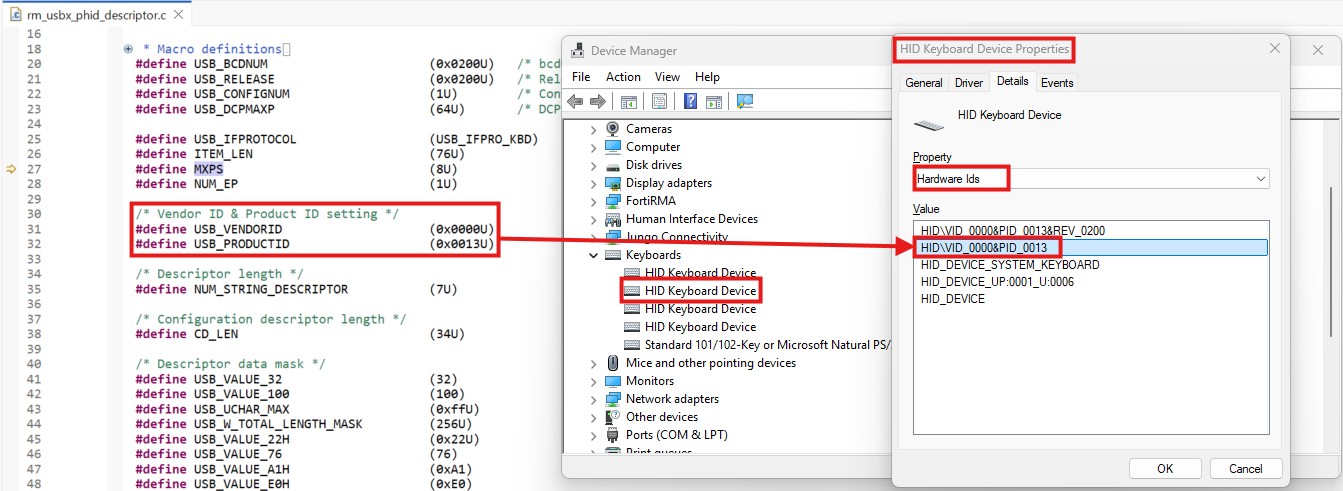 rm_usbx_phid_descriptor.c
16
18 * Macro definitions
20 #define USB_BCDNUM (0x0200U) /* bcd
21 #define USB_RELEASE (0x0200U) /* Rel
22 #define USB_CONFIGNUM (1U) /* Con
23 #define USB_DCPMAXP (64U) /* DCP
24
25 #define USB_IFPROTOCOL (USB_IFPRO_KBD)
26 #define ITEM_LEN (76U)
27 #define MXPS (8U)
28 #define NUM_EP (1U)
29
30 /* Vendor ID & Product ID setting */
31 #define USB_VENDORID (0x0000U)
32 #define USB_PRODUCTID (0x0013U)
33
34 /* Descriptor length */
35 #define NUM_STRING_DESCRIPTOR (7U)
36
37 /* Configuration descriptor length */
38 #define CD_LEN (34U)
39
40 /* Descriptor data mask */
41 #define USB_VALUE_32 (32)
42 #define USB_VALUE_100 (100)
43 #define USB_UCHAR_MAX (0xffU)
44 #define USB_W_TOTAL_LENGTH_MASK (256U)
45 #define USB_VALUE_22H (0x22U)
46 #define USB_VALUE_76 (76)
47 #define USB_VALUE_A1H (0xA1)
48 #define USB_VALUE_E0H (0xE0)
Device Manager
File Action View Help
Cameras
Computer
Disk drives
Display adapters
FortiRMA
Human Interface Devices
Jungo Connectivity
Keyboards
HID Keyboard Device
HID Keyboard Device
HID Keyboard Device
HID Keyboard Device
Standard 101/102-Key or Microsoft Natural PS/
Mice and other pointing devices
Monitors
Network adapters
Other devices
Ports (COM & LPT)
Print queues
HID Keyboard Device Properties
General Driver Details Events
HID Keyboard Device
Property
Hardware Ids
Value
HID\VID_0000&PID_0013&REV_0200
HID\VID_0000&PID_0013
HID_DEVICE_SYSTEM_KEYBOARD
HID_DEVICE_UP:0001_U:0006
HID_DEVICE
OK Cancel